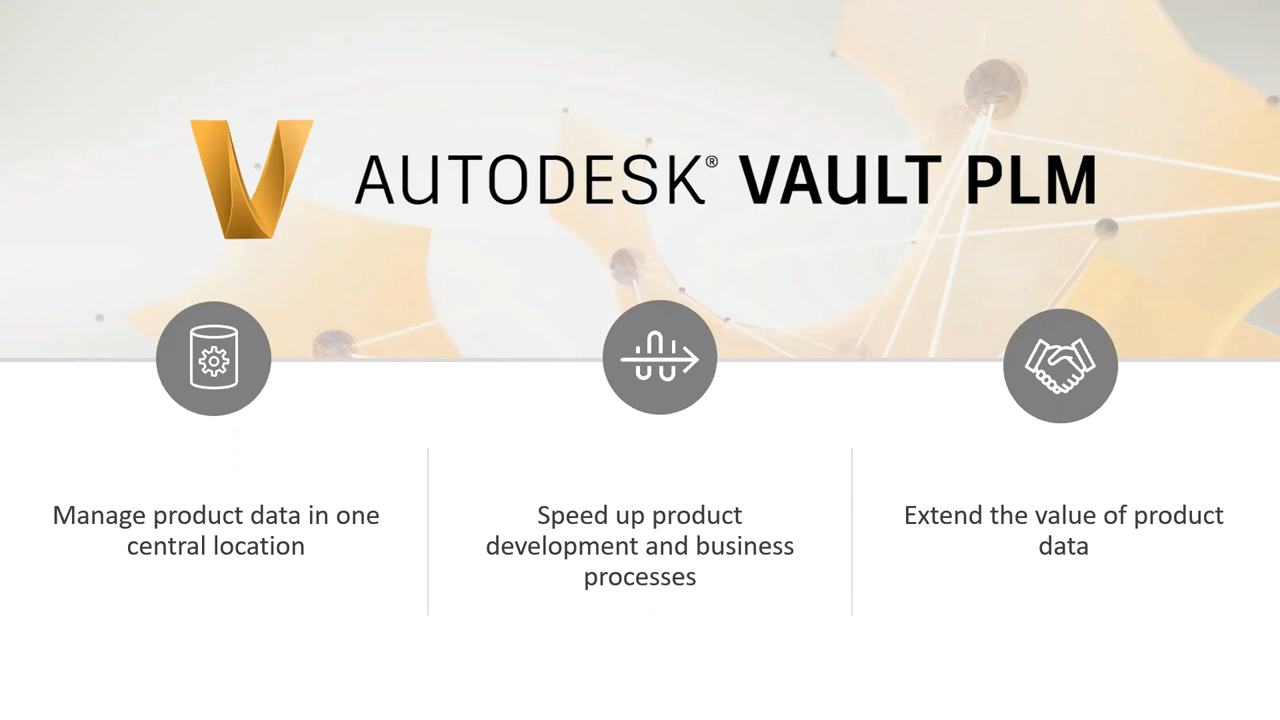 AUTODESK® VAULT PLM
Manage product data in one
central location
Speed up product
development and business
processes
Extend the value of product
data